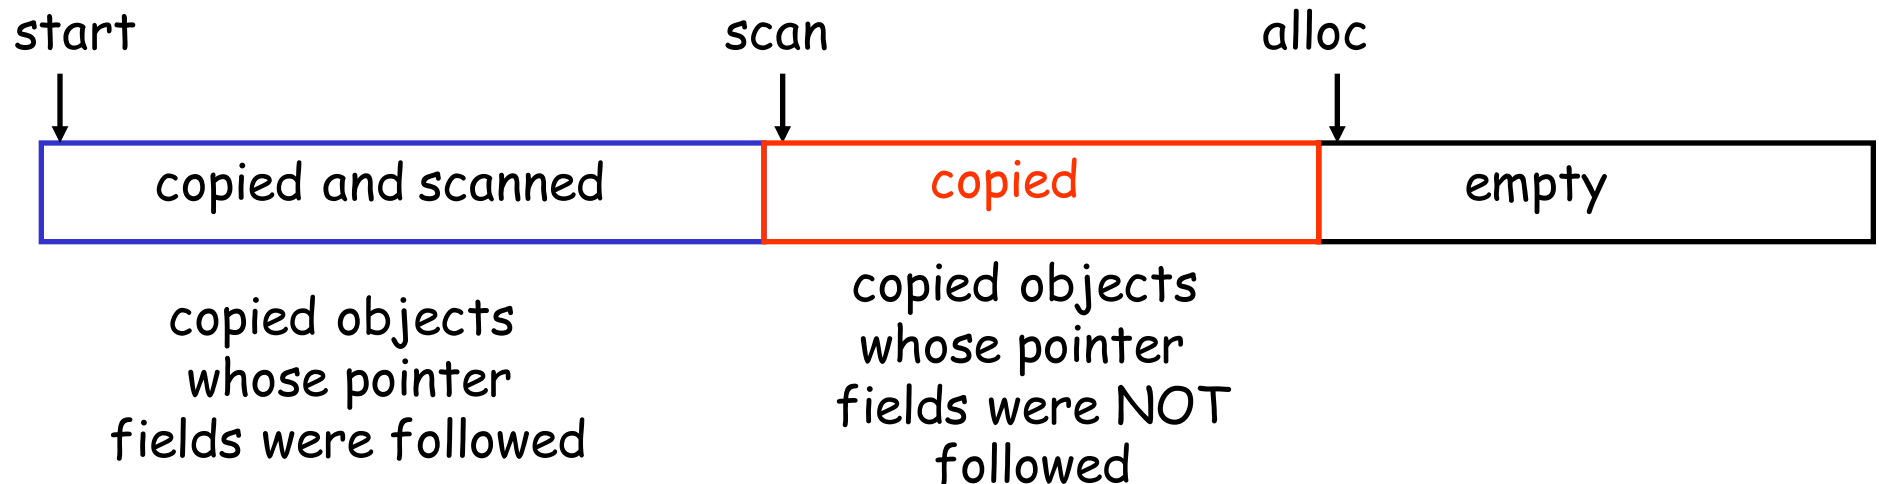 start scan alloc
copied and scanned copied empty
copied objects
whose pointer
fields were followed
copied objects
whose pointer
fields were NOT
followed